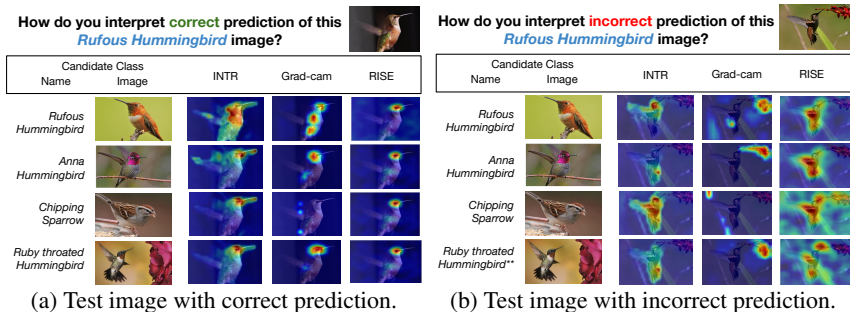 How do you interpret correct prediction of this
Rufous Hummingbird image?
Candidate Class
Name Image INTR Grad-cam RISE
Rufous
Hummingbird
Anna
Hummingbird
Chipping
Sparrow
Ruby throated
Hummingbird
(a) Test image with correct prediction.
How do you interpret incorrect prediction of this
Rufous Hummingbird image?
Candidate Class
Name Image INTR Grad-cam RISE
Rufous
Hummingbird
Anna
Hummingbird
Chipping
Sparrow
Ruby throated
Hummingbird**
(b) Test image with incorrect prediction.